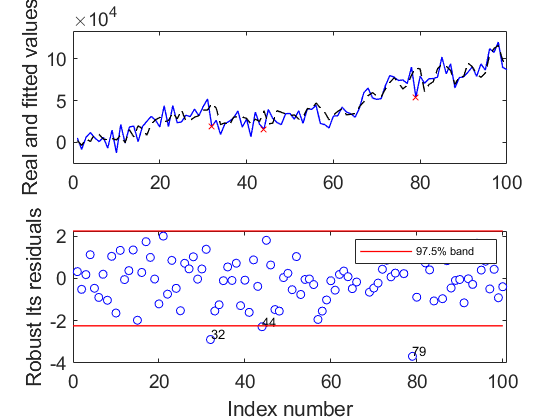 ×10⁴
Real and fitted values
10
5
0
0 20 40 60 80 100
Robust lts residuals
2
0
-2
-4
97.5% band
44
32
79
0 20 40 60 80 100
Index number